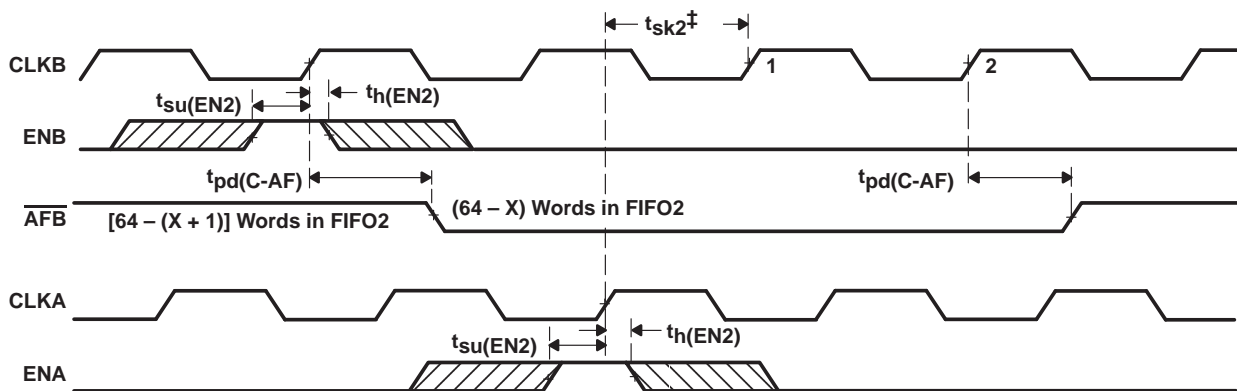 tsk2‡
CLKB
1
2
tsu(EN2)
th(EN2)
ENB
tpd(C-AF)
tpd(C-AF)
AFB
[64 – (X + 1)] Words in FIFO2
(64 – X) Words in FIFO2
CLKA
tsu(EN2)
th(EN2)
ENA